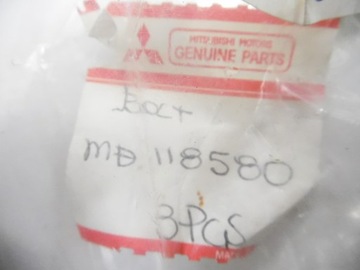 MITSUBISHI MOTORS
GENUINE PARTS
Bolt
MD 118580
3PCS